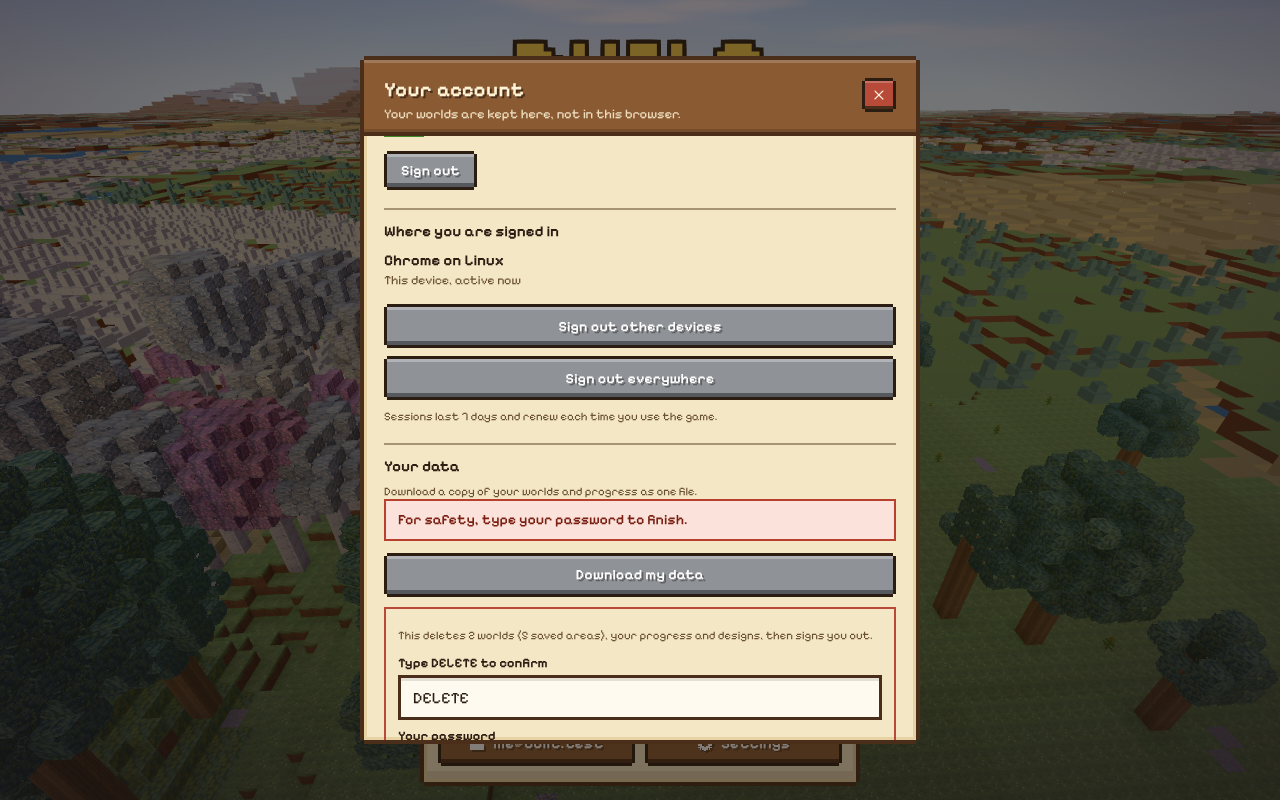 Your account
Your worlds are kept here, not in this browser.
Sign out
Where you are signed in
Chrome on Linux
This device, active now
Sign out other devices
Sign out everywhere
Sessions last 7 days and renew each time you use the game.
Your data
Download a copy of your worlds and progress as one file.
For safety, type your password to finish.
Download my data
This deletes 2 worlds (5 saved areas), your progress and designs, then signs you out.
Type DELETE to confirm
DELETE
Your password
Settings